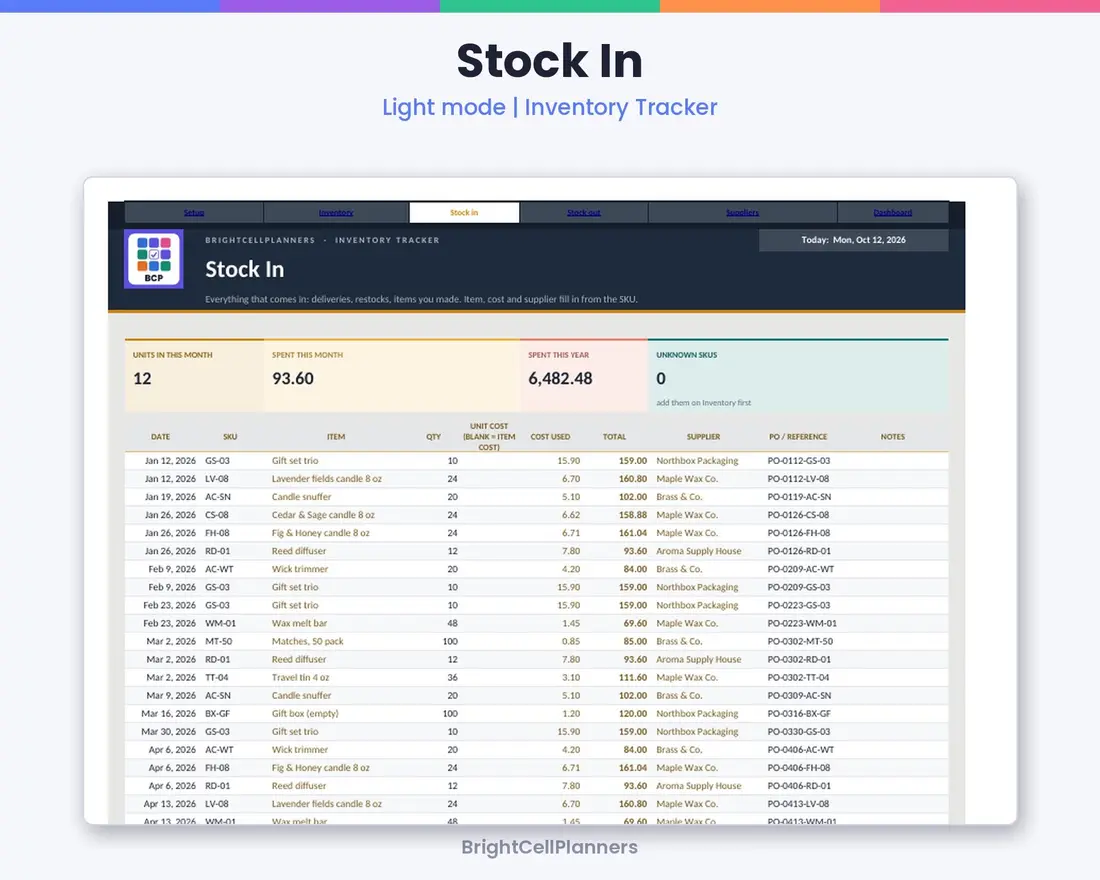 Stock In
Light mode | Inventory Tracker
Setup Inventory Stock in Stock out Suppliers Dashboard
BRIGHTCELLPLANNERS · INVENTORY TRACKER
Today: Mon, Oct 12, 2026
BCP
Stock In
Everything that comes in: deliveries, restocks, items you made. Item, cost and supplier fill in from the SKU.
UNITS IN THIS MONTH SPENT THIS MONTH SPENT THIS YEAR UNKNOWN SKUS
12 93.60 6,482.48 0
add them on Inventory first
DATE SKU ITEM QTY UNIT COST (BLANK = ITEM COST) COST USED TOTAL SUPPLIER PO / REFERENCE NOTES
Jan 12, 2026 GS-03 Gift set trio 10 15.90 159.00 Northbox Packaging PO-0112-GS-03
Jan 12, 2026 LV-08 Lavender fields candle 8 oz 24 6.70 160.80 Maple Wax Co. PO-0112-LV-08
Jan 19, 2026 AC-SN Candle snuffer 20 5.10 102.00 Brass & Co. PO-0119-AC-SN
Jan 26, 2026 CS-08 Cedar & Sage candle 8 oz 24 6.62 158.88 Maple Wax Co. PO-0126-CS-08
Jan 26, 2026 FH-08 Fig & Honey candle 8 oz 24 6.71 161.04 Maple Wax Co. PO-0126-FH-08
Jan 26, 2026 RD-01 Reed diffuser 12 7.80 93.60 Aroma Supply House PO-0126-RD-01
Feb 9, 2026 AC-WT Wick trimmer 20 4.20 84.00 Brass & Co. PO-0209-AC-WT
Feb 9, 2026 GS-03 Gift set trio 10 15.90 159.00 Northbox Packaging PO-0209-GS-03
Feb 23, 2026 GS-03 Gift set trio 10 15.90 159.00 Northbox Packaging PO-0223-GS-03
Feb 23, 2026 WM-01 Wax melt bar 48 1.45 69.60 Maple Wax Co. PO-0223-WM-01
Mar 2, 2026 MT-50 Matches, 50 pack 100 0.85 85.00 Brass & Co. PO-0302-MT-50
Mar 2, 2026 RD-01 Reed diffuser 12 7.80 93.60 Aroma Supply House PO-0302-RD-01
Mar 2, 2026 TT-04 Travel tin 4 oz 36 3.10 111.60 Maple Wax Co. PO-0302-TT-04
Mar 9, 2026 AC-SN Candle snuffer 20 5.10 102.00 Brass & Co. PO-0309-AC-SN
Mar 16, 2026 BX-GF Gift box (empty) 100 1.20 120.00 Northbox Packaging PO-0316-BX-GF
Mar 30, 2026 GS-03 Gift set trio 10 15.90 159.00 Northbox Packaging PO-0330-GS-03
Apr 6, 2026 AC-WT Wick trimmer 20 4.20 84.00 Brass & Co. PO-0406-AC-WT
Apr 6, 2026 FH-08 Fig & Honey candle 8 oz 24 6.71 161.04 Maple Wax Co. PO-0406-FH-08
Apr 6, 2026 RD-01 Reed diffuser 12 7.80 93.60 Aroma Supply House PO-0406-RD-01
Apr 13, 2026 LV-08 Lavender fields candle 8 oz 24 6.70 160.80 Maple Wax Co. PO-0413-LV-08
Apr 13, 2026 WM-01 Wax melt bar 48 1.45 69.60 Maple Wax Co. PO-0413-WM-01
BrightCellPlanners